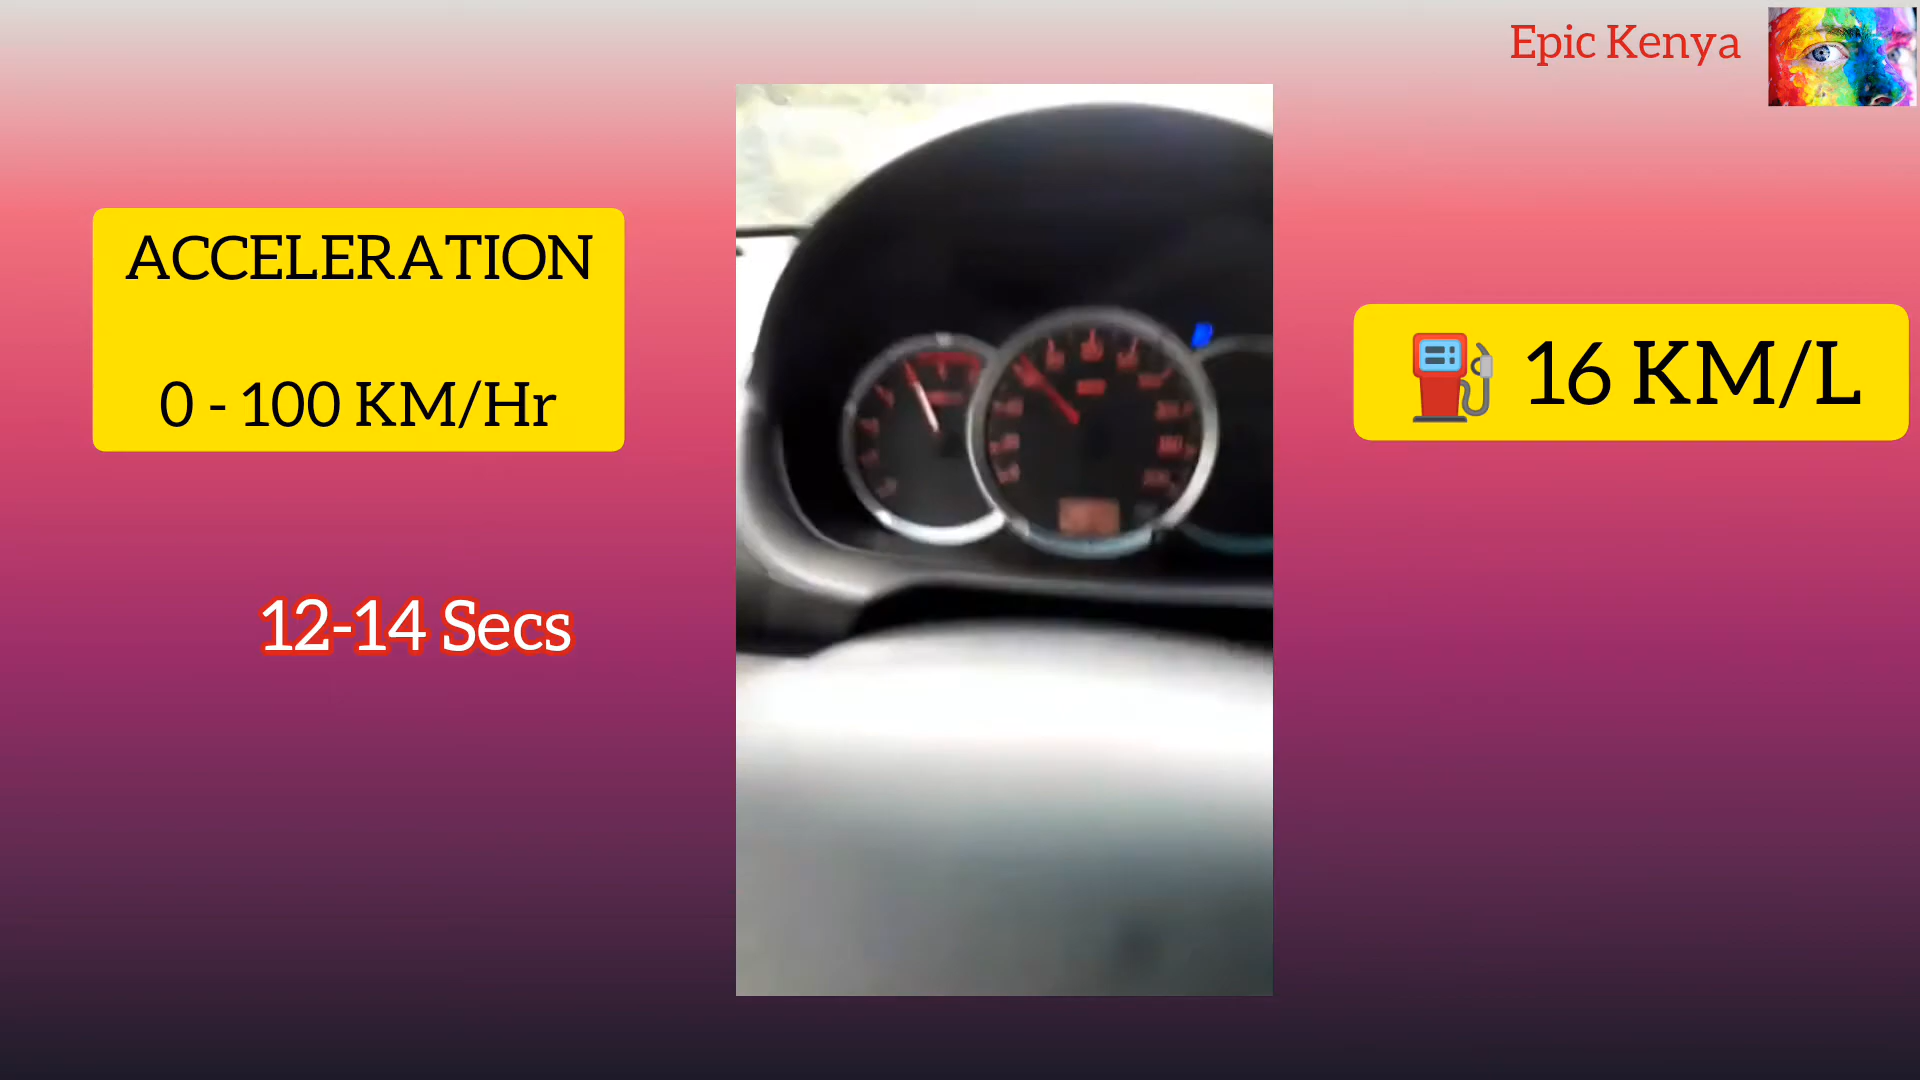 Epic Kenya
ACCELERATION
0 - 100 KM/Hr
16 KM/L
12-14 Secs